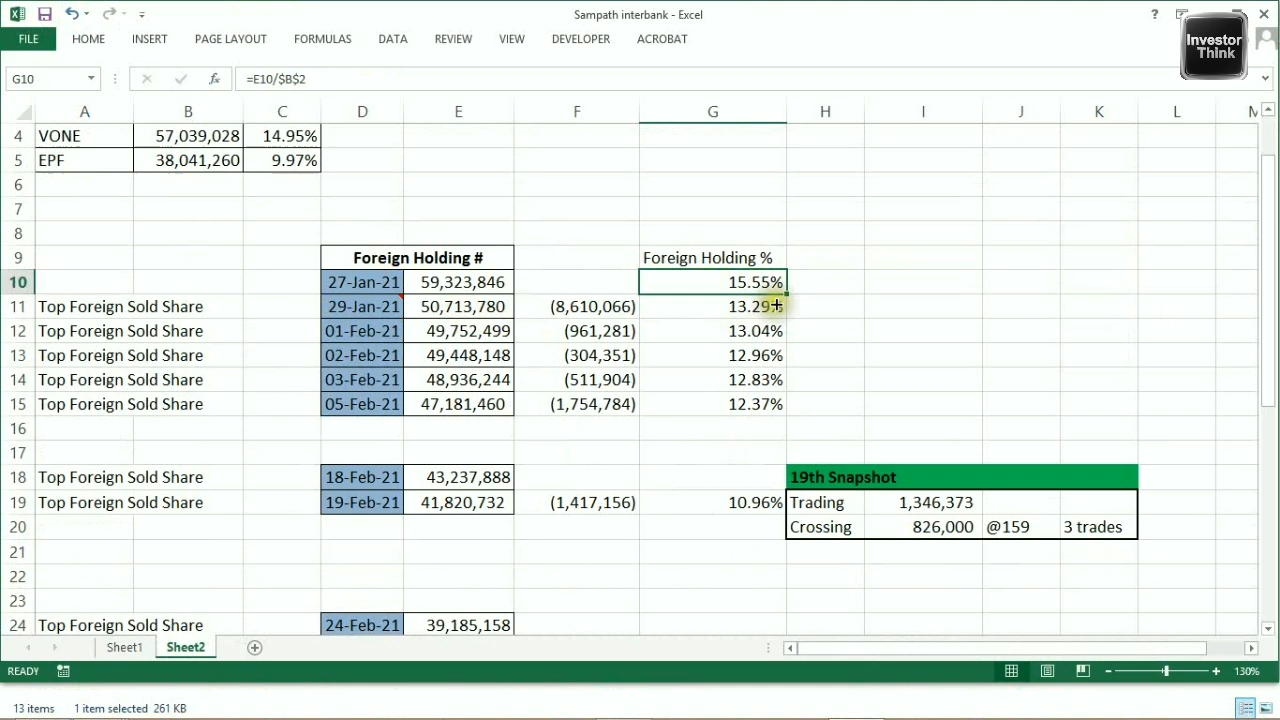 Sampath interbank - Excel
?
Investor
Think
FILE HOME INSERT PAGE LAYOUT FORMULAS DATA REVIEW VIEW DEVELOPER ACROBAT
G10 fx =E10/$B$2
A B C D E F G H I J K L M
4 VONE 57,039,028 14.95%
5 EPF 38,041,260 9.97%
6
7
8
9 Foreign Holding # Foreign Holding %
10 27-Jan-21 59,323,846 15.55%
11 Top Foreign Sold Share 29-Jan-21 50,713,780 (8,610,066) 13.29%
12 Top Foreign Sold Share 01-Feb-21 49,752,499 (961,281) 13.04%
13 Top Foreign Sold Share 02-Feb-21 49,448,148 (304,351) 12.96%
14 Top Foreign Sold Share 03-Feb-21 48,936,244 (511,904) 12.83%
15 Top Foreign Sold Share 05-Feb-21 47,181,460 (1,754,784) 12.37%
16
17
18 Top Foreign Sold Share 18-Feb-21 43,237,888 19th Snapshot
19 Top Foreign Sold Share 19-Feb-21 41,820,732 (1,417,156) 10.96% Trading 1,346,373
20 Crossing 826,000 @159 3 trades
21
22
23
24 Top Foreign Sold Share 24-Feb-21 39,185,158
Sheet1 Sheet2
READY 130%
13 items 1 item selected 261 KB